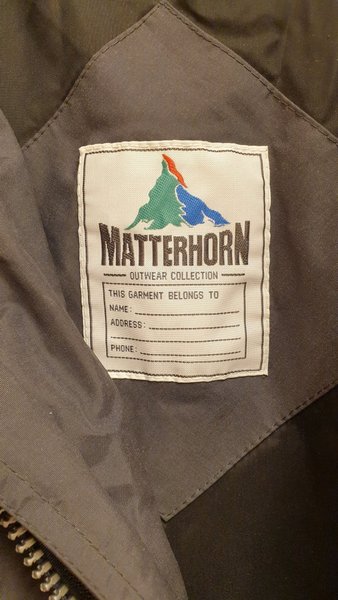 MATTERHORN
OUTWEAR COLLECTION
THIS GARMENT BELONGS TO
NAME:
ADDRESS:
PHONE: